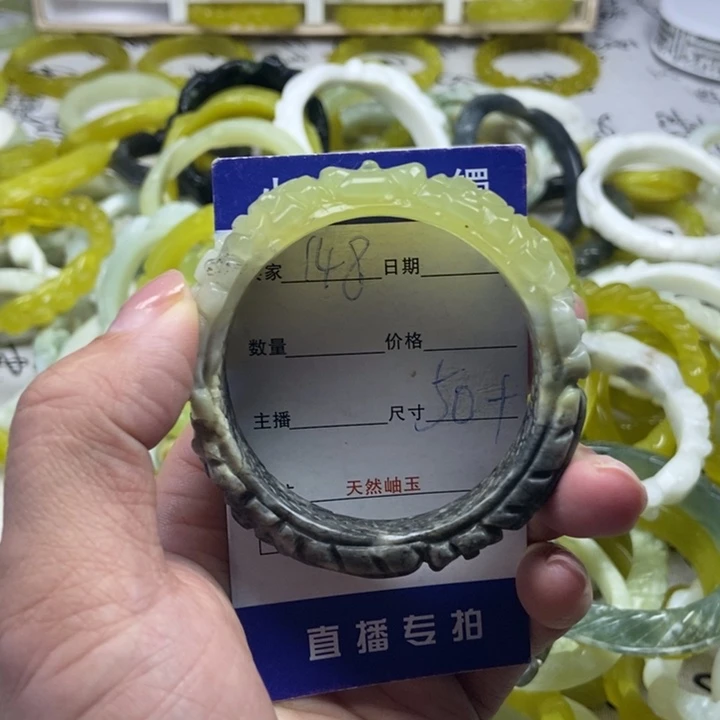 家 148 日期
数量 价格
主播 尺寸 50+
天然岫玉
直播专拍